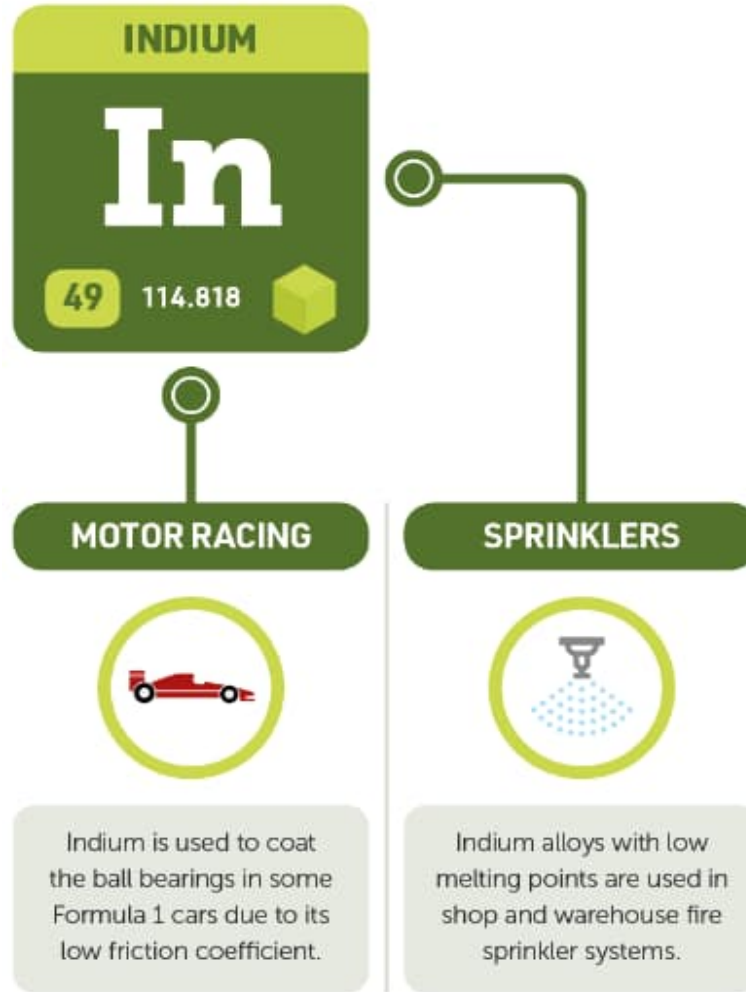 INDIUM
In
49 114.818
MOTOR RACING
Indium is used to coat
the ball bearings in some
Formula 1 cars due to its
low friction coefficient.
SPRINKLERS
Indium alloys with low
melting points are used in
shop and warehouse fire
sprinkler systems.